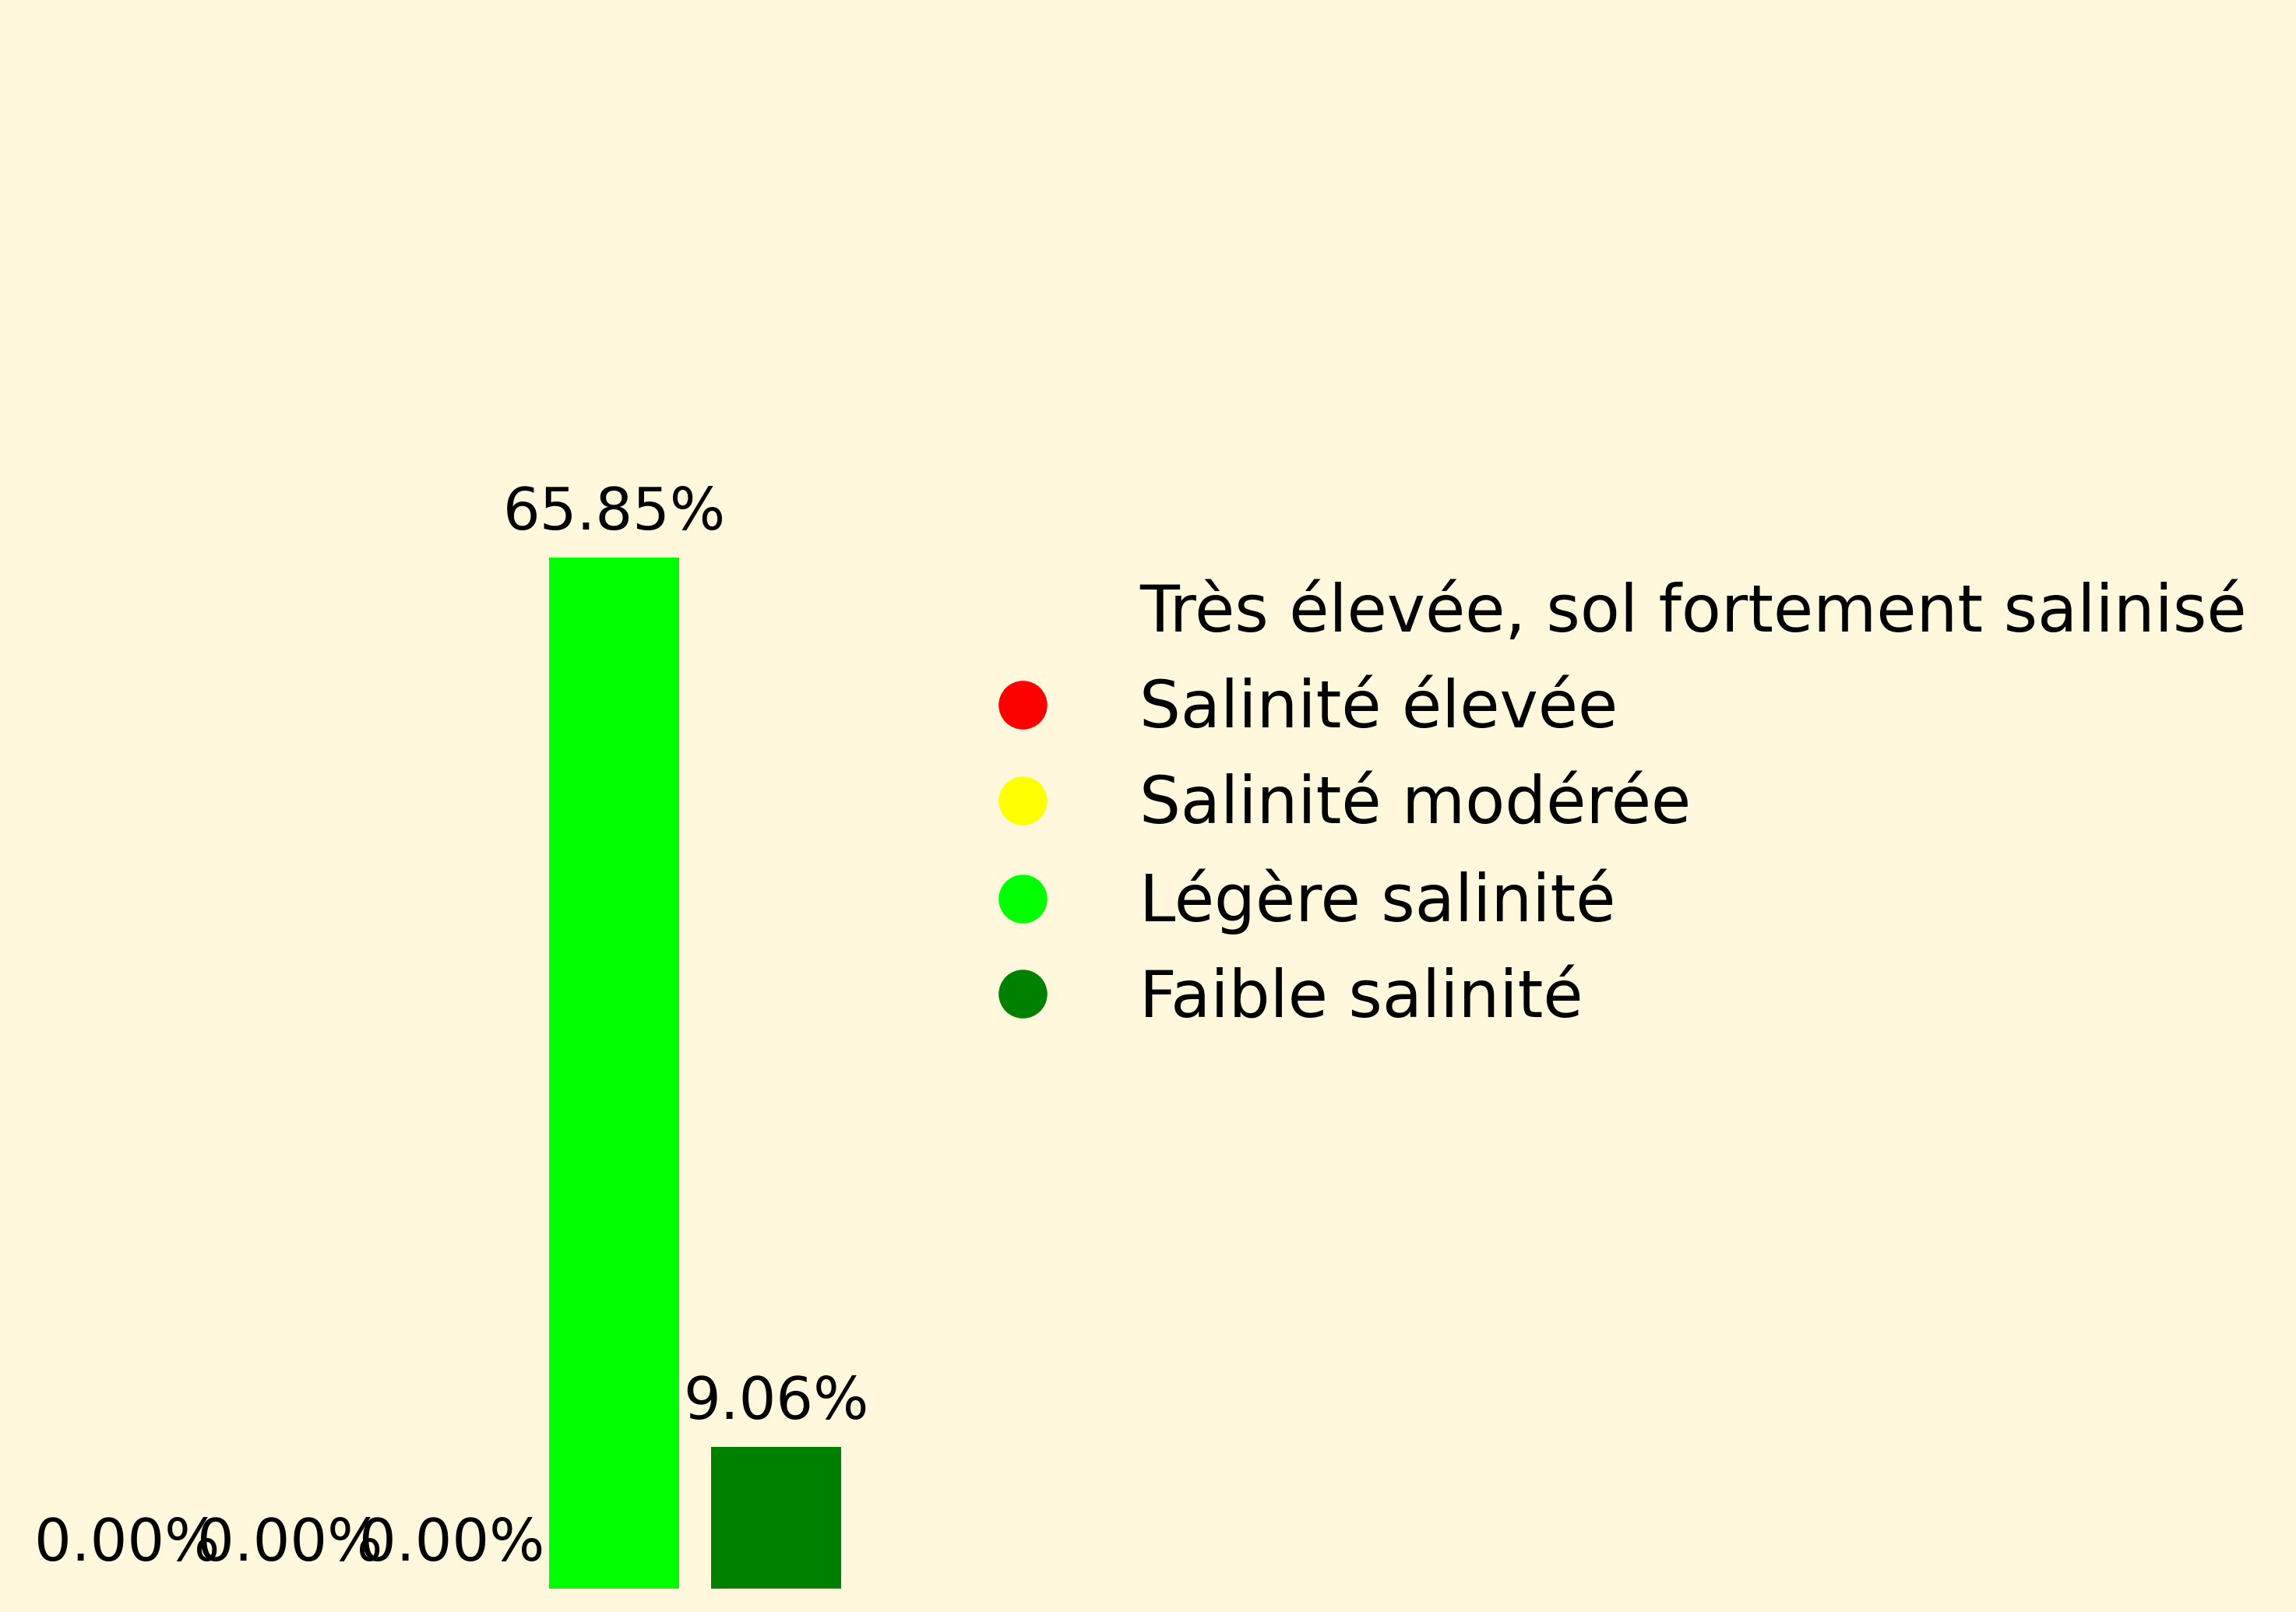 65.85%
9.06%
0.00%
0.00%
0.00%
Très élevée, sol fortement salinisé
Salinité élevée
Salinité modérée
Légère salinité
Faible salinité